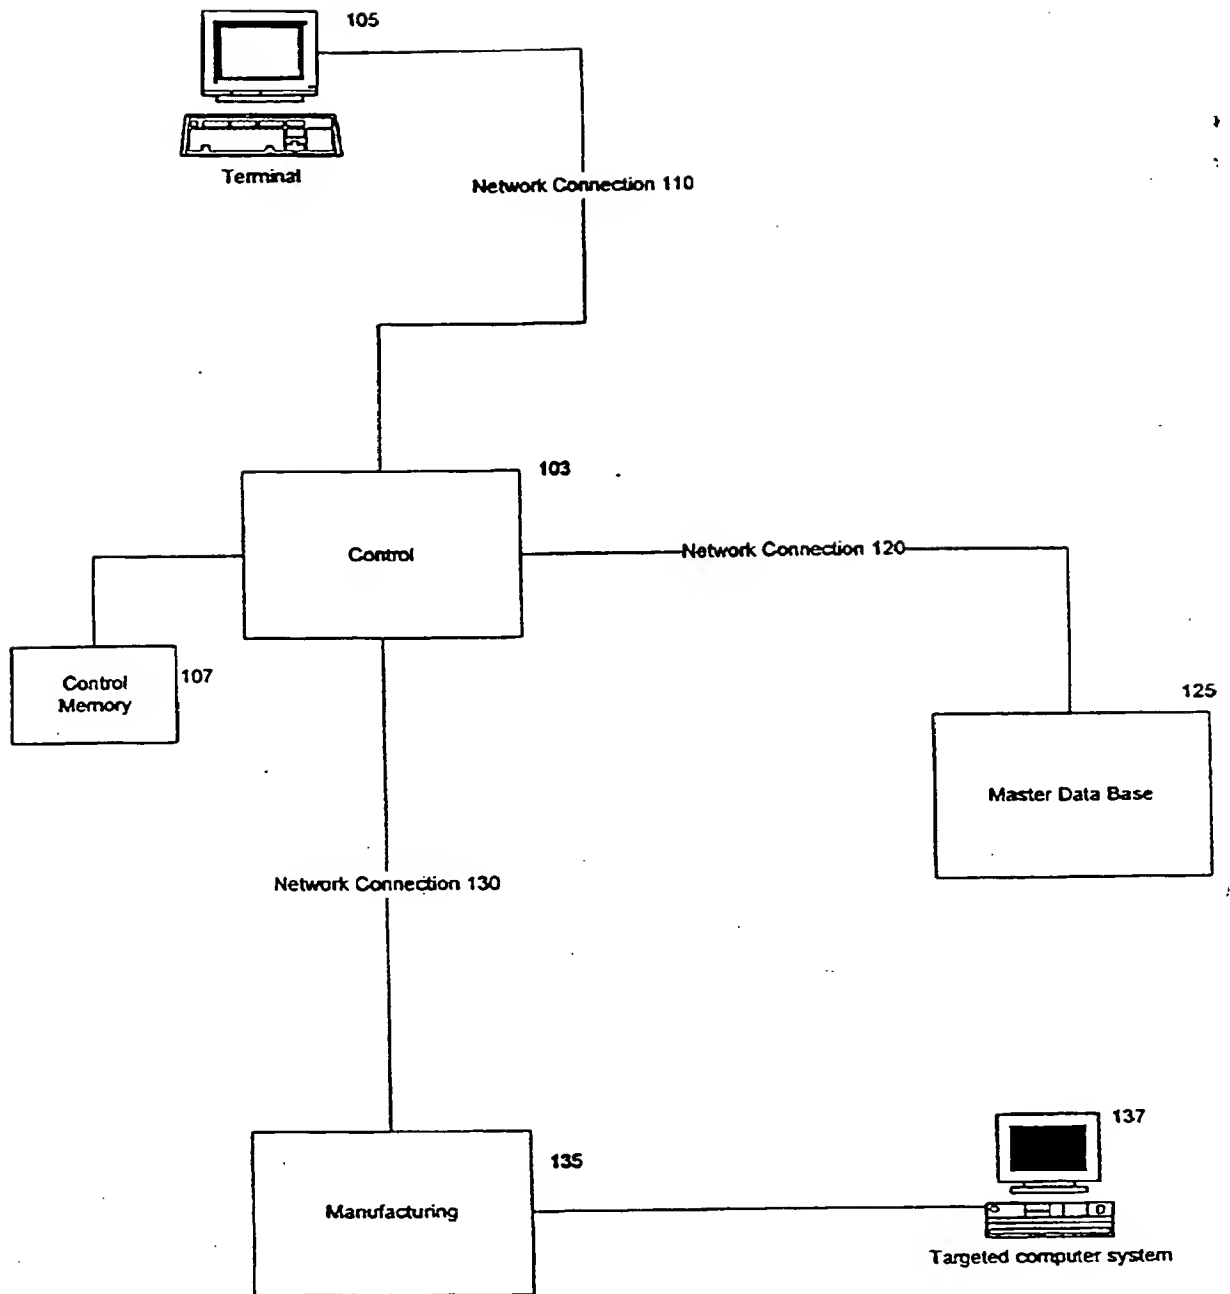 105
Terminal
Network Connection 110
103
Control
Network Connection 120
Control
Memory
107
125
Master Data Base
Network Connection 130
137
135
Manufacturing
Targeted computer system